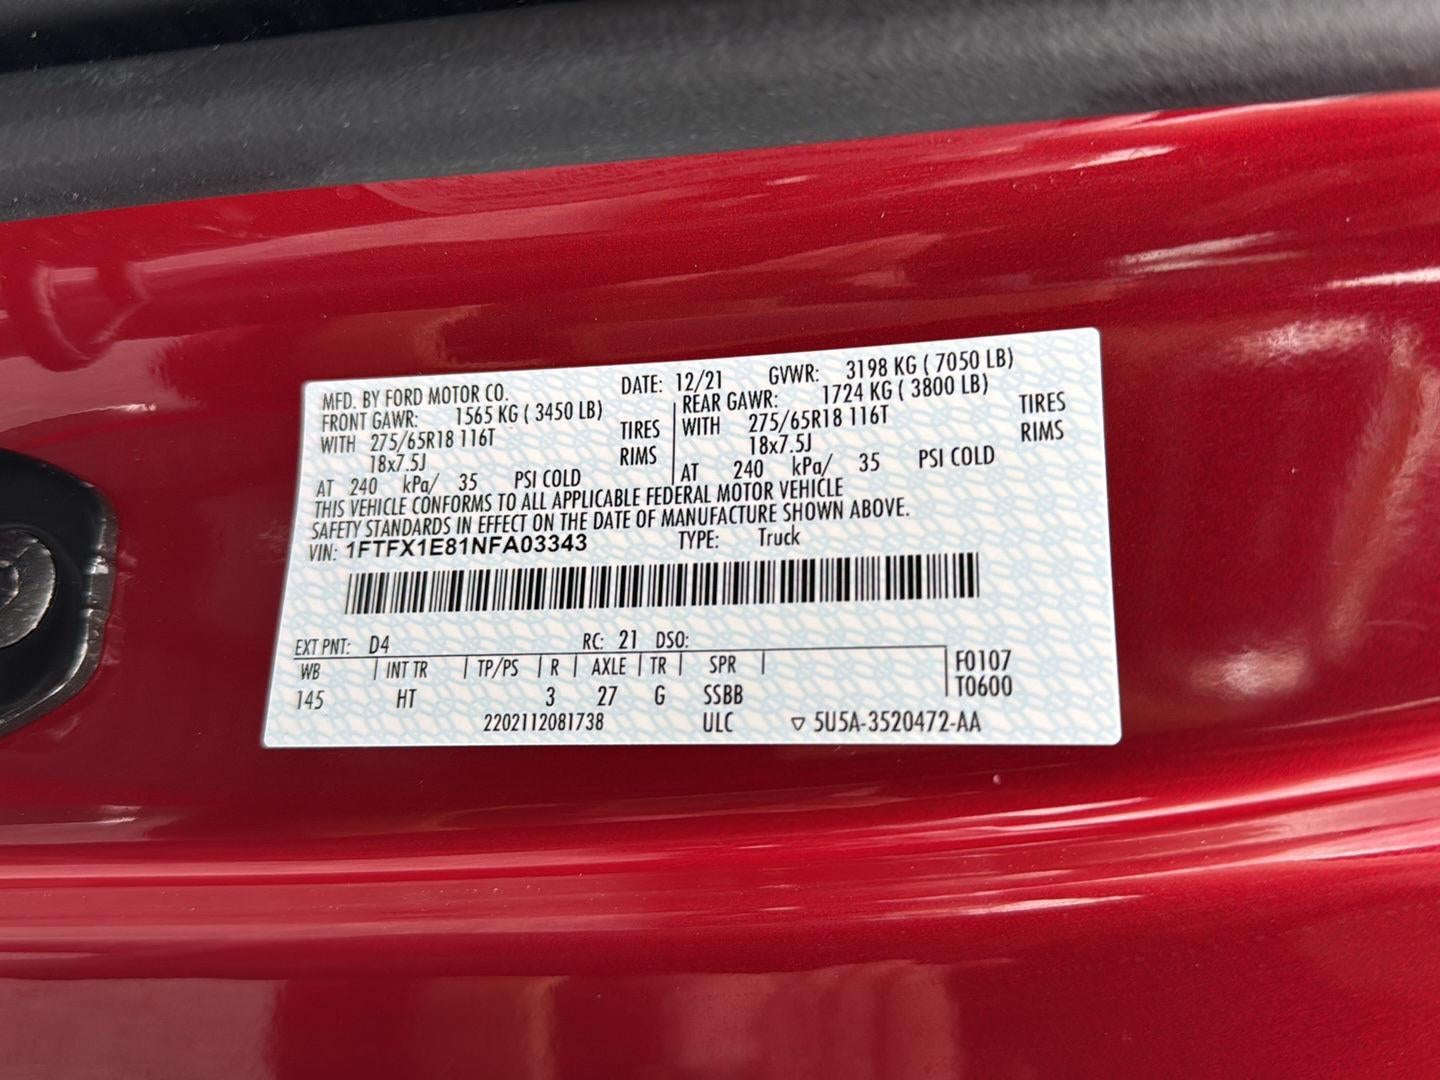 MFD. BY FORD MOTOR CO. DATE: 12/21 GVWR: 3198 KG ( 7050 LB)
FRONT GAWR: 1565 KG ( 3450 LB) REAR GAWR: 1724 KG ( 3800 LB)
WITH 275/65R18 116T TIRES WITH 275/65R18 116T TIRES
18x7.5J RIMS 18x7.5J RIMS
AT 240 kPa/ 35 PSI COLD AT 240 kPa/ 35 PSI COLD
THIS VEHICLE CONFORMS TO ALL APPLICABLE FEDERAL MOTOR VEHICLE
SAFETY STANDARDS IN EFFECT ON THE DATE OF MANUFACTURE SHOWN ABOVE.
VIN: 1FTFX1E81NFA03343 TYPE: Truck
EXT PNT: D4 RC: 21 DSO:
WB | INT TR | TP/PS | R | AXLE | TR | SPR | F0107
145 HT 3 27 G SSBB T0600
2202112081738 ULC ▽ 5U5A-3520472-AA